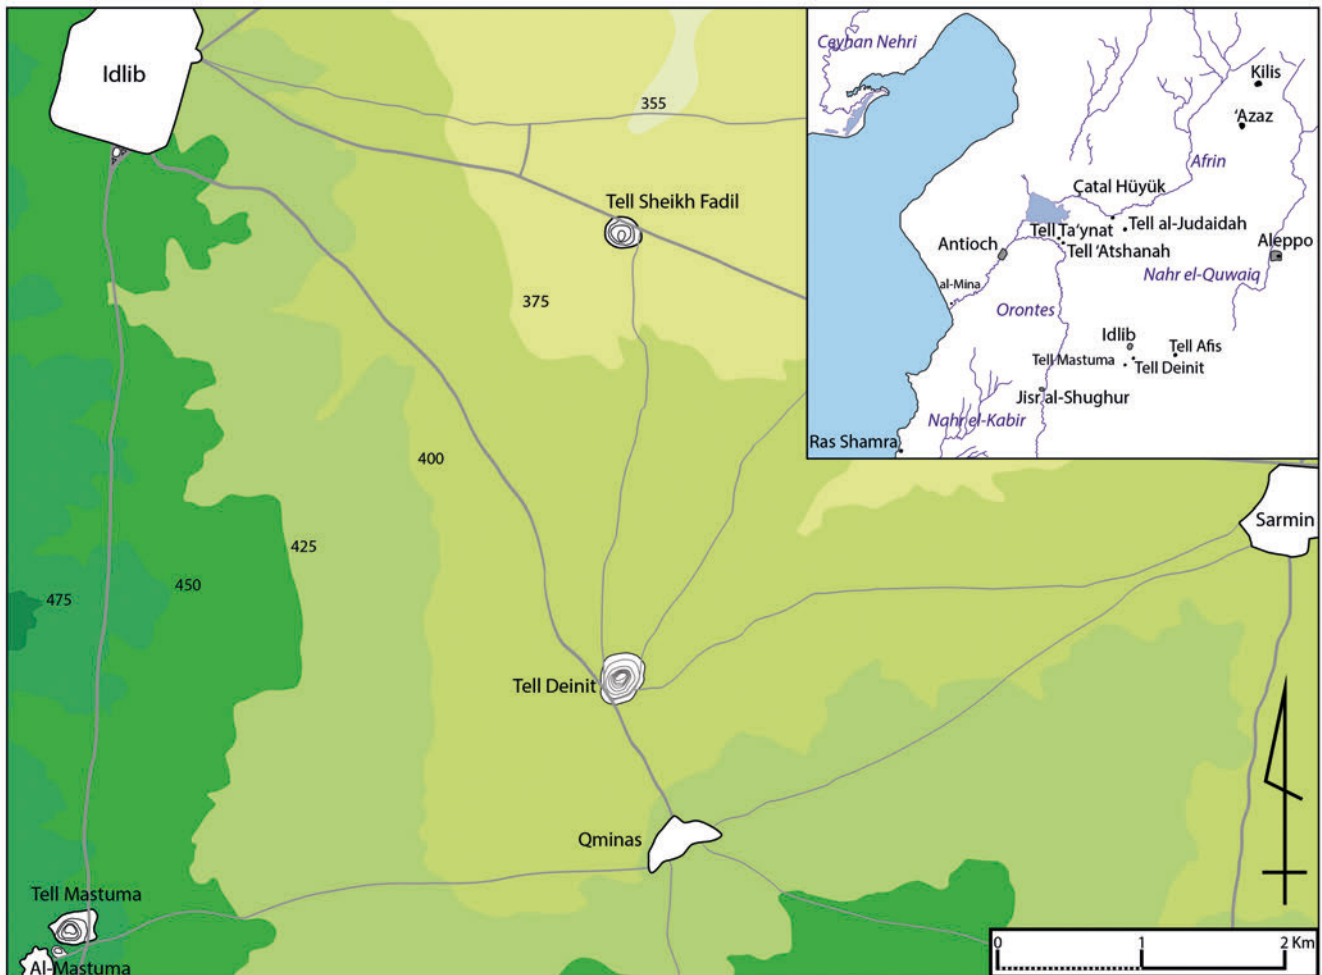 Idlib
355
Tell Sheikh Fadil
375
400
425
450
475
Tell Deinit
Qminas
Tell Mastuma
Al-Mastuma
Sarmin
0 1 2 Km
Ceyhan Nehri
Kilis
‘Azaz
Afrin
Çatal Hüyük
Tell al-Judaidah
Tell Ta‘ynat
Tell ‘Atshanah
Antioch
Aleppo
Nahr el-Quwaiq
al-Mina
Orontes
Idlib
Tell Afis
Tell Mastuma
Tell Deinit
Jisr al-Shughur
Nahr el-Kabir
Ras Shamra